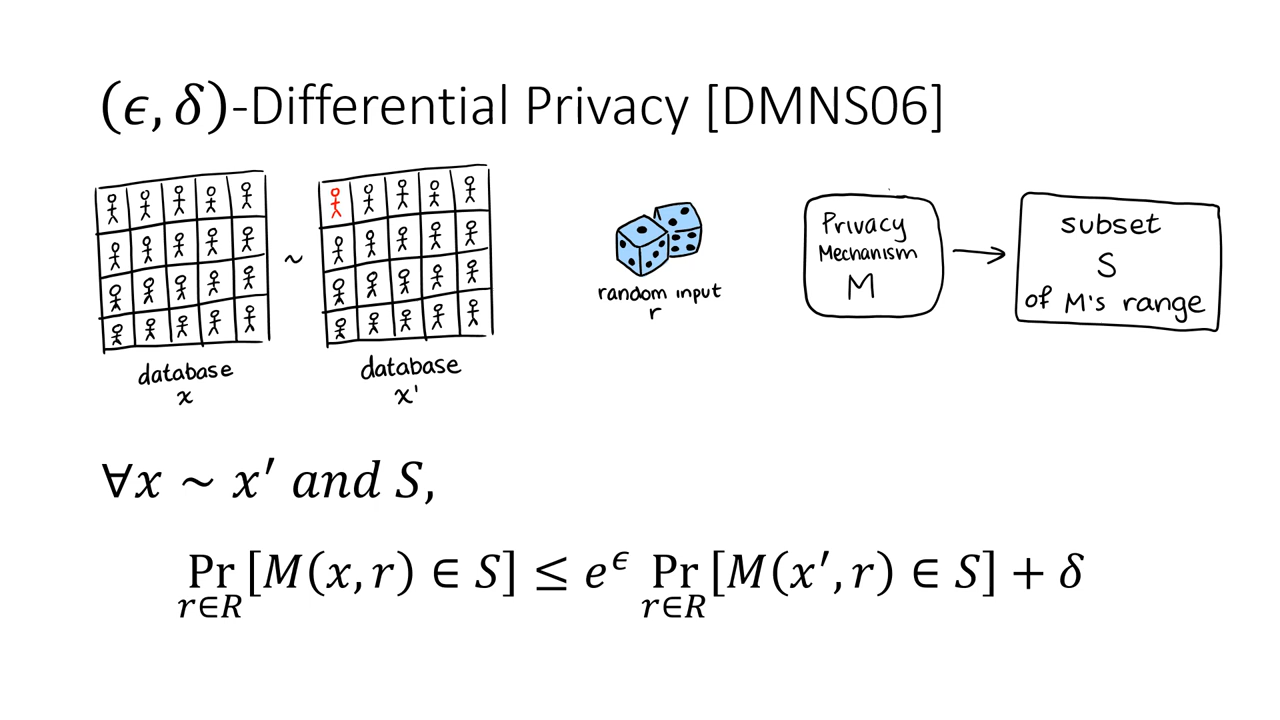 (ϵ, δ)-Differential Privacy [DMNS06]
~
database
x
database
x'
random input
r
Privacy
Mechanism
M
subset
S
of M's range
∀x ~ x′ and S,
Pr [M(x, r) ∈ S] ≤ e^ϵ Pr [M(x′, r) ∈ S] + δ
r∈R r∈R